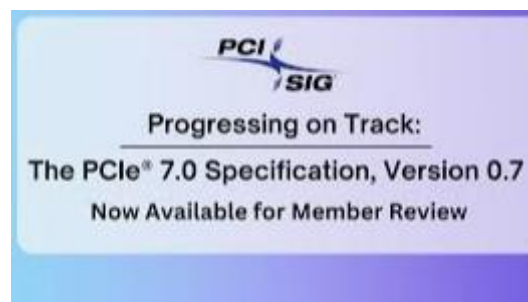 PCI
SIG
Progressing on Track:
The PCIe® 7.0 Specification, Version 0.7
Now Available for Member Review